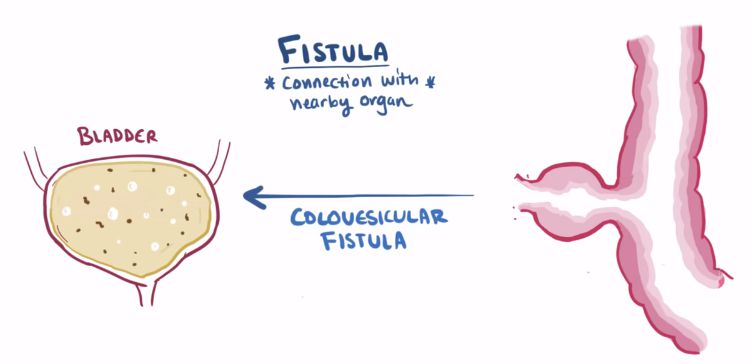 FISTULA
* Connection with *
nearby organ
BLADDER
COLOVESICULAR
FISTULA